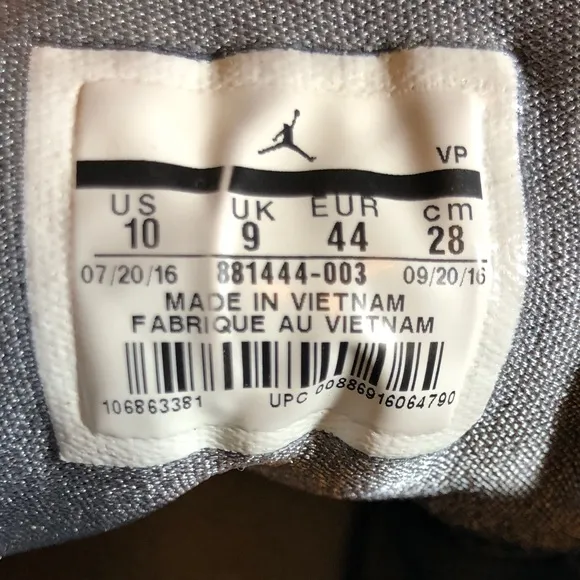 VP
US UK EUR cm
10 9 44 28
07/20/16 881444-003 09/20/16
MADE IN VIETNAM
FABRIQUE AU VIETNAM
106863381 UPC 00886916064790